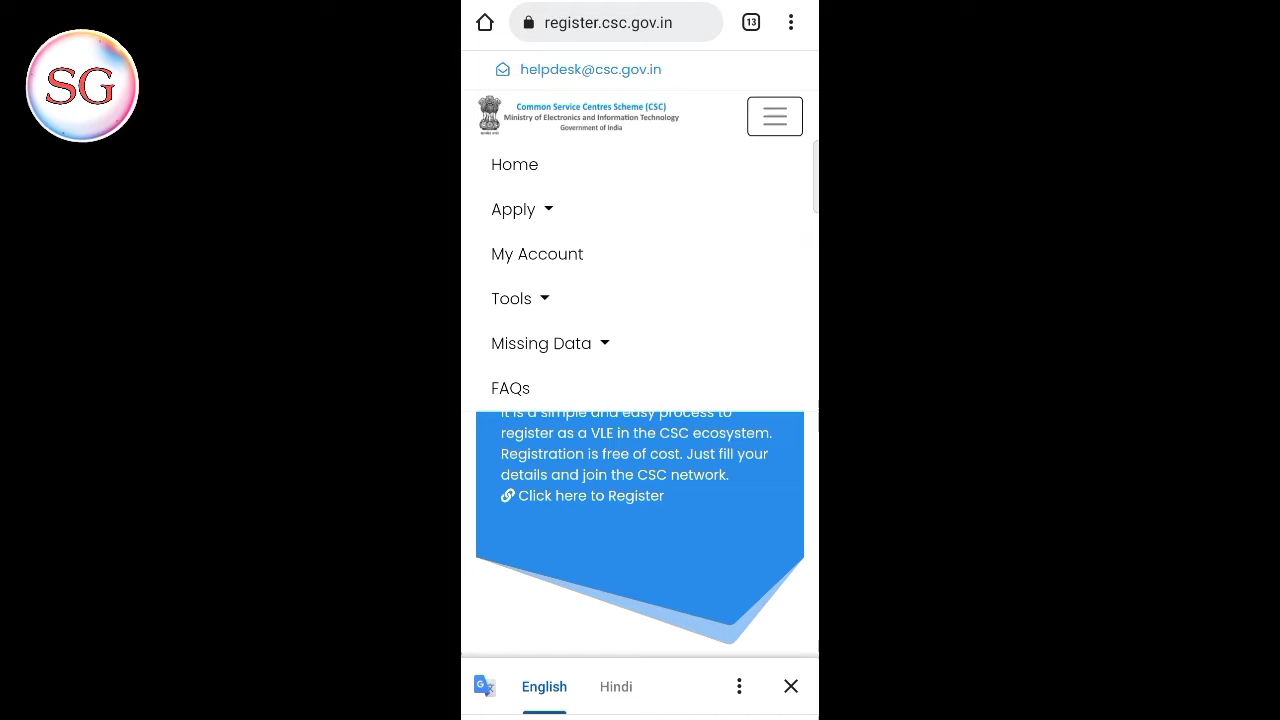 SG
register.csc.gov.in
13
helpdesk@csc.gov.in
Common Service Centres Scheme (CSC)
Ministry of Electronics and Information Technology
Government of India
Home
Apply
My Account
Tools
Missing Data
FAQs
It is a simple and easy process to
register as a VLE in the CSC ecosystem.
Registration is free of cost. Just fill your
details and join the CSC network.
Click here to Register
English
Hindi